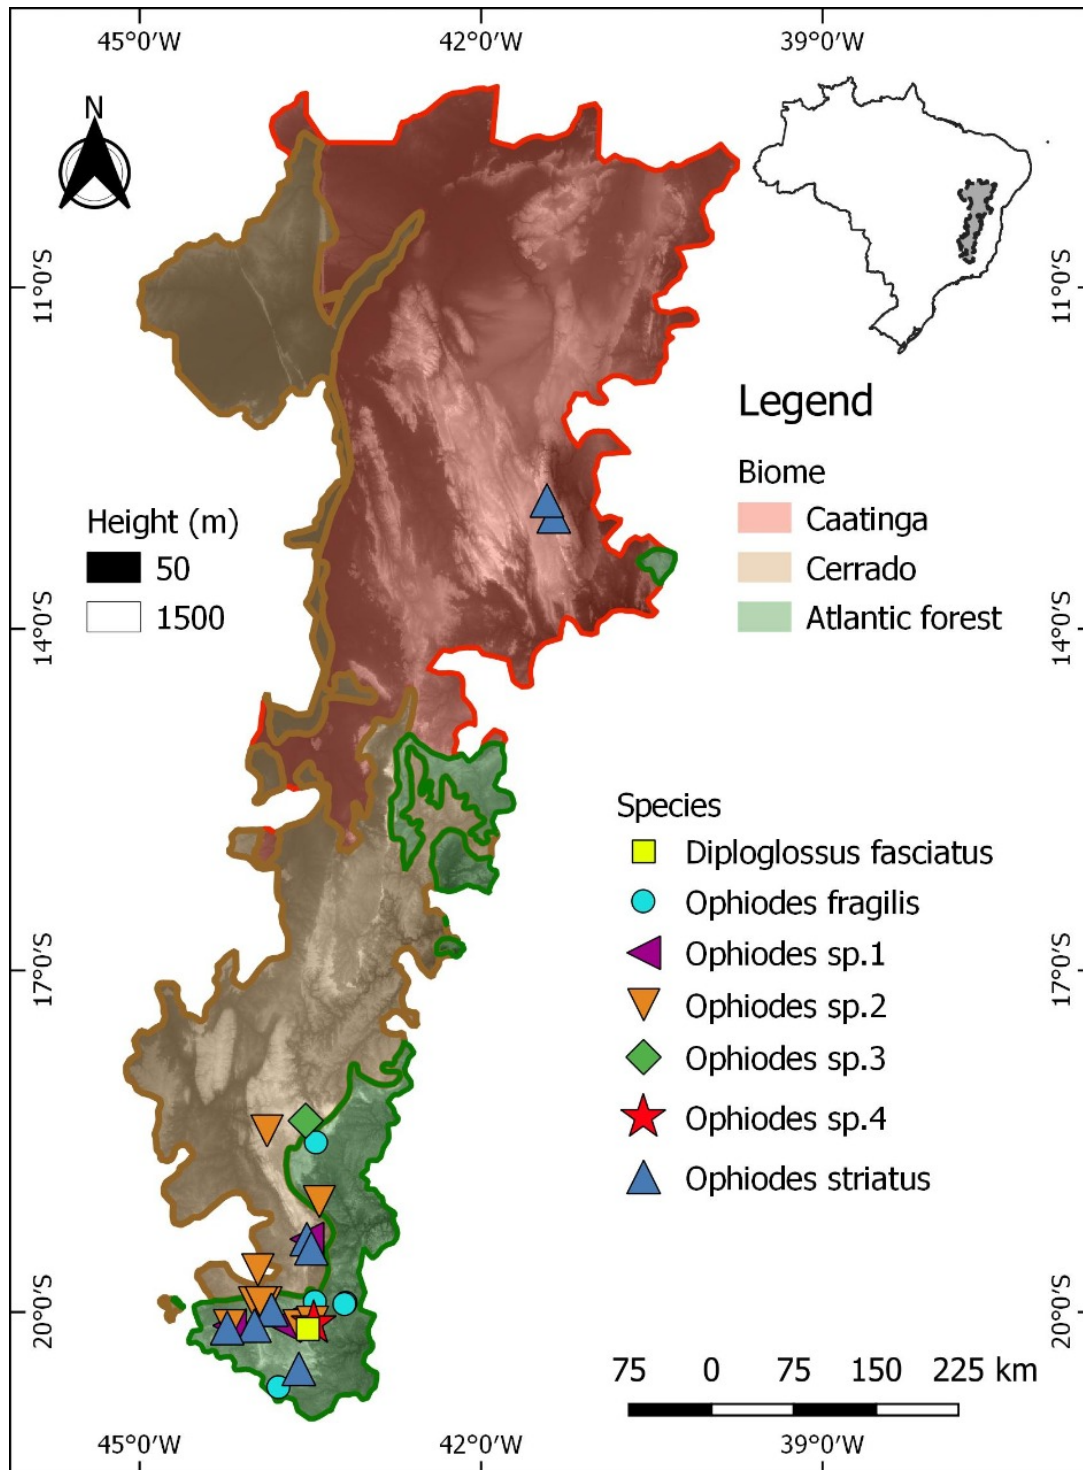 45°0′W 42°0′W 39°0′W
N
11°0′S 11°0′S
Legend
Biome
Height (m) Caatinga
50 Cerrado
1500 Atlantic forest
14°0′S 14°0′S
Species
Diploglossus fasciatus
Ophiodes fragilis
Ophiodes sp.1
17°0′S 17°0′S
Ophiodes sp.2
Ophiodes sp.3
Ophiodes sp.4
Ophiodes striatus
20°0′S 20°0′S
75 0 75 150 225 km
45°0′W 42°0′W 39°0′W